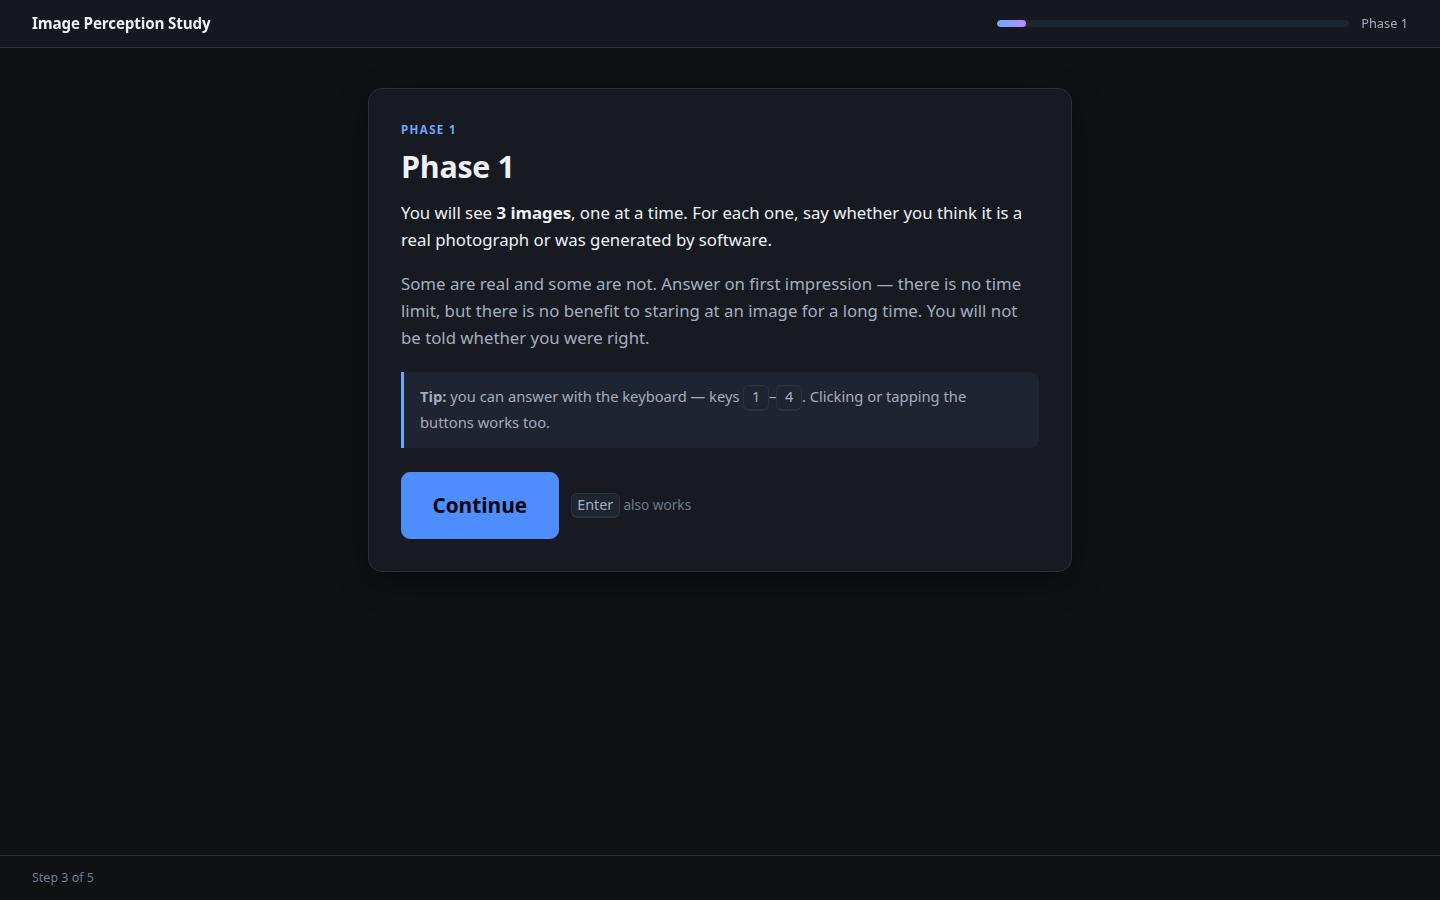 Image Perception Study
Phase 1
PHASE 1
Phase 1
You will see 3 images, one at a time. For each one, say whether you think it is a
real photograph or was generated by software.
Some are real and some are not. Answer on first impression — there is no time
limit, but there is no benefit to staring at an image for a long time. You will not
be told whether you were right.
Tip: you can answer with the keyboard — keys 1–4. Clicking or tapping the
buttons works too.
Continue
Enter also works
Step 3 of 5